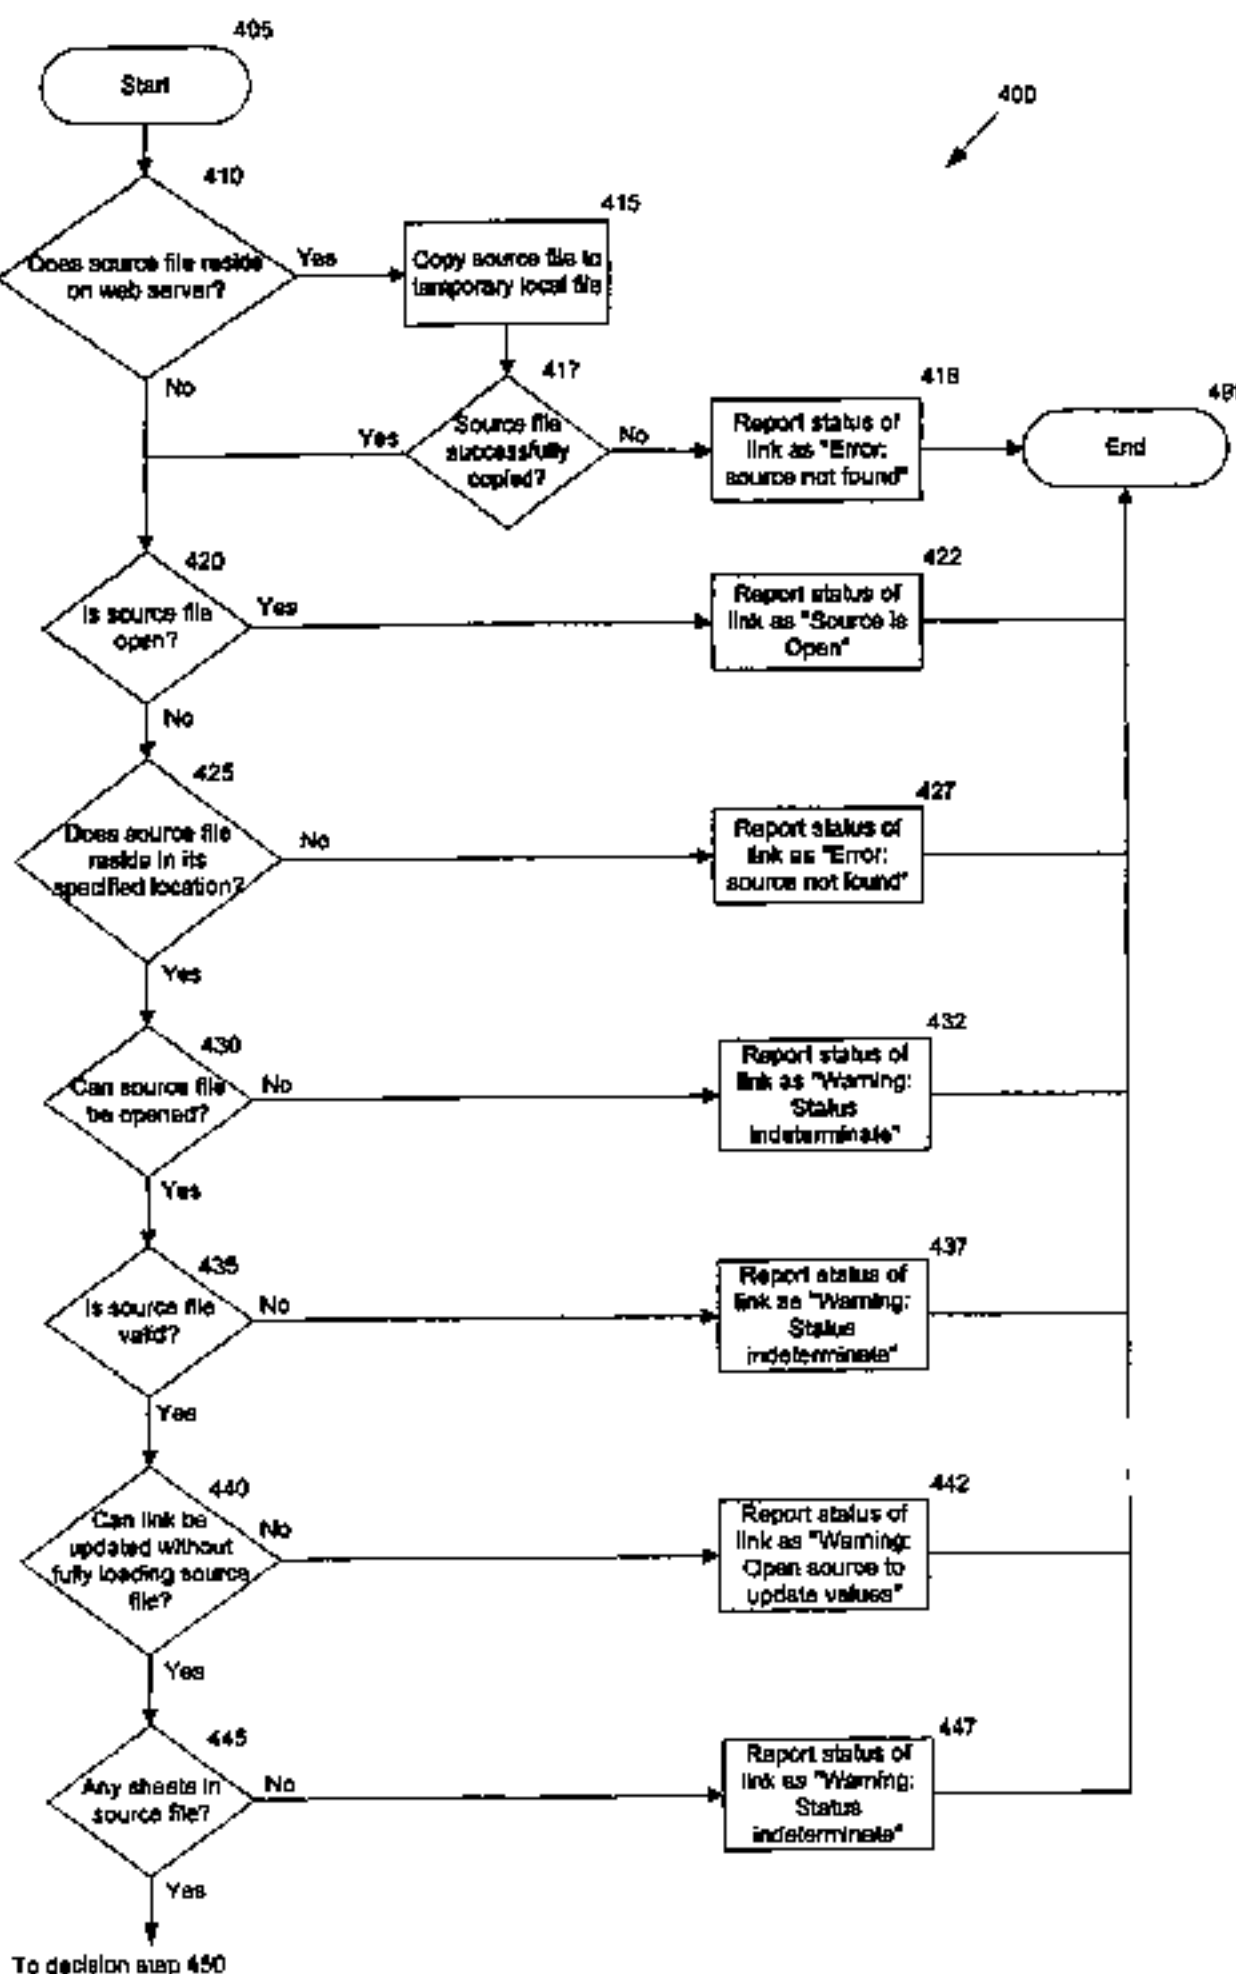 405
Start
400
410
Does source file reside
on web server?
Yes
No
415
Copy source file to
temporary local file
417
Source file
successfully
copied?
Yes
No
418
Report status of
link as "Error:
source not found"
End
420
Is source file
open?
Yes
No
422
Report status of
link as "Source is
Open"
425
Does source file
reside in its
specified location?
No
Yes
427
Report status of
link as "Error:
source not found"
430
Can source file
be opened?
No
Yes
432
Report status of
link as "Warning:
Status
indeterminate"
435
Is source file
valid?
No
Yes
437
Report status of
link as "Warning:
Status
indeterminate"
440
Can link be
updated without
fully loading source
file?
No
Yes
442
Report status of
link as "Warning:
Open source to
update values"
445
Any sheets in
source file?
No
Yes
447
Report status of
link as "Warning:
Status
indeterminate"
To decision step 450